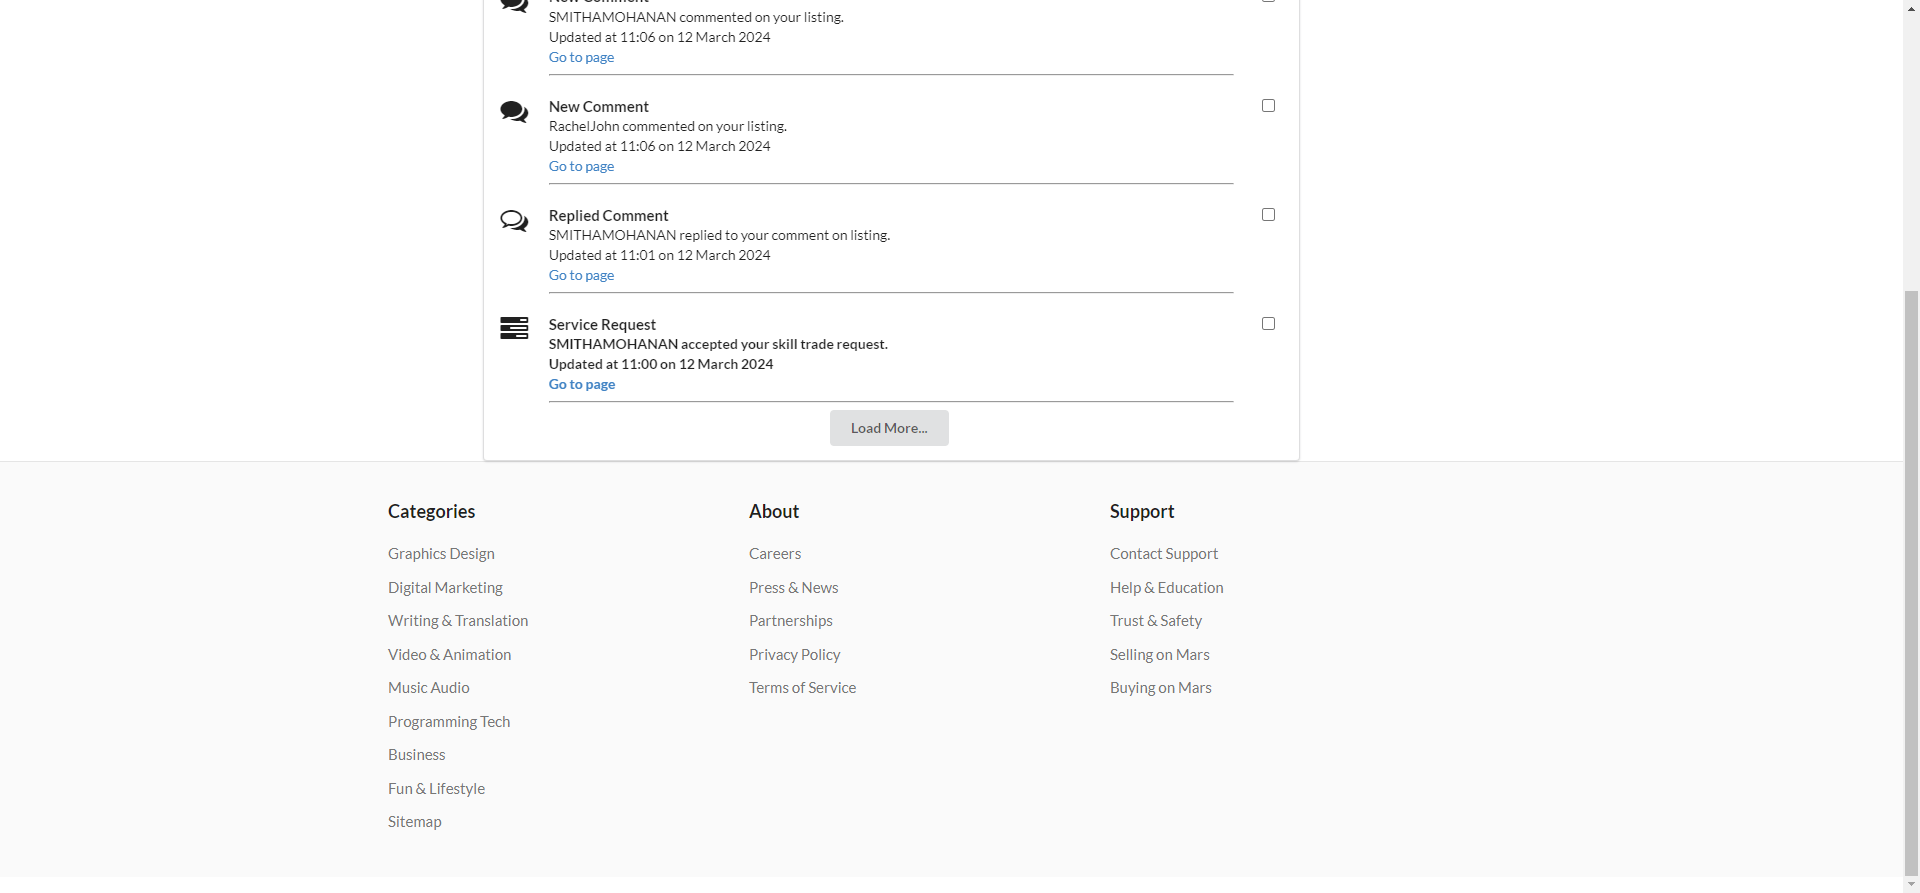 New Comment
SMITHAMOHANAN commented on your listing.
Updated at 11:06 on 12 March 2024
Go to page
New Comment
RachelJohn commented on your listing.
Updated at 11:06 on 12 March 2024
Go to page
Replied Comment
SMITHAMOHANAN replied to your comment on listing.
Updated at 11:01 on 12 March 2024
Go to page
Service Request
SMITHAMOHANAN accepted your skill trade request.
Updated at 11:00 on 12 March 2024
Go to page
Load More...
Categories
Graphics Design
Digital Marketing
Writing & Translation
Video & Animation
Music Audio
Programming Tech
Business
Fun & Lifestyle
Sitemap
About
Careers
Press & News
Partnerships
Privacy Policy
Terms of Service
Support
Contact Support
Help & Education
Trust & Safety
Selling on Mars
Buying on Mars